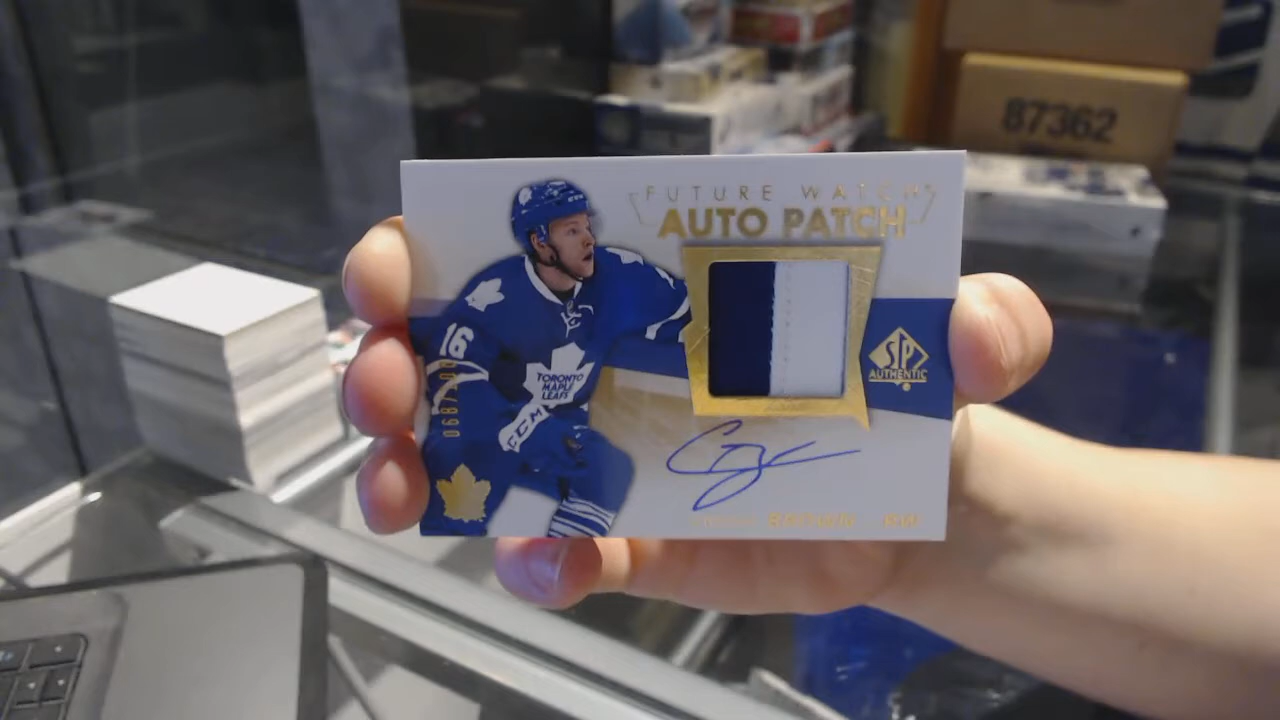 87362
FUTURE WATCH
AUTO PATCH
16
TORONTO
MAPLE
LEAFS
CCM
SP
AUTHENTIC